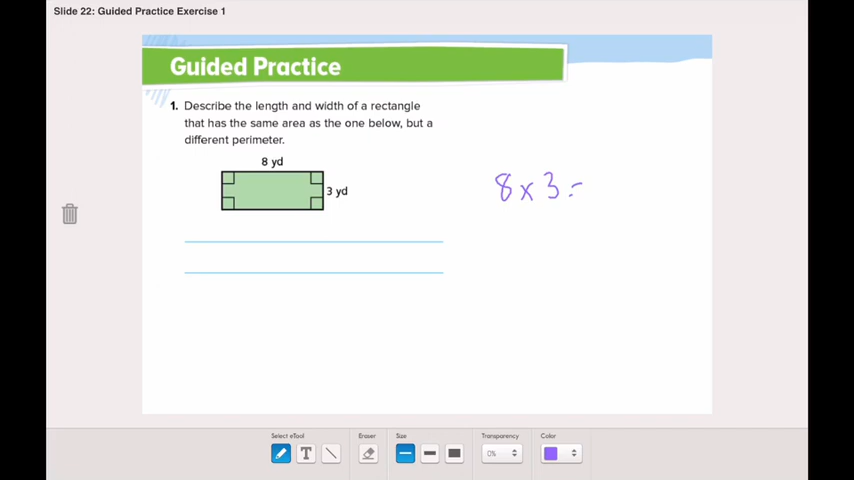 Slide 22: Guided Practice Exercise 1
Guided Practice
1. Describe the length and width of a rectangle
that has the same area as the one below, but a
different perimeter.
8 yd
3 yd
8 x 3 =
Select eTool
Eraser
Size
Transparency
Color
T
0%